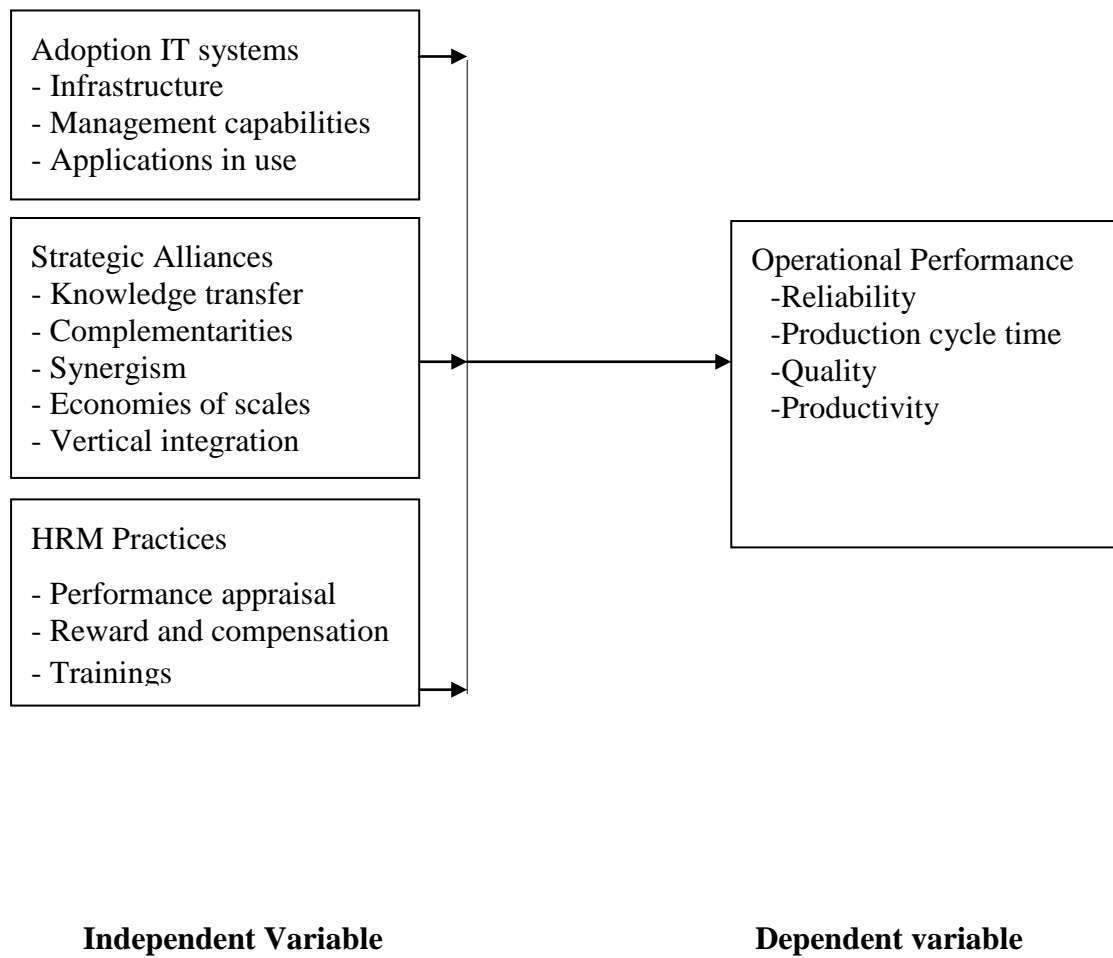 Adoption IT systems
- Infrastructure
- Management capabilities
- Applications in use
Strategic Alliances
- Knowledge transfer
- Complementarities
- Synergism
- Economies of scales
- Vertical integration
HRM Practices
- Performance appraisal
- Reward and compensation
- Trainings
Operational Performance
-Reliability
-Production cycle time
-Quality
-Productivity
Independent Variable
Dependent variable